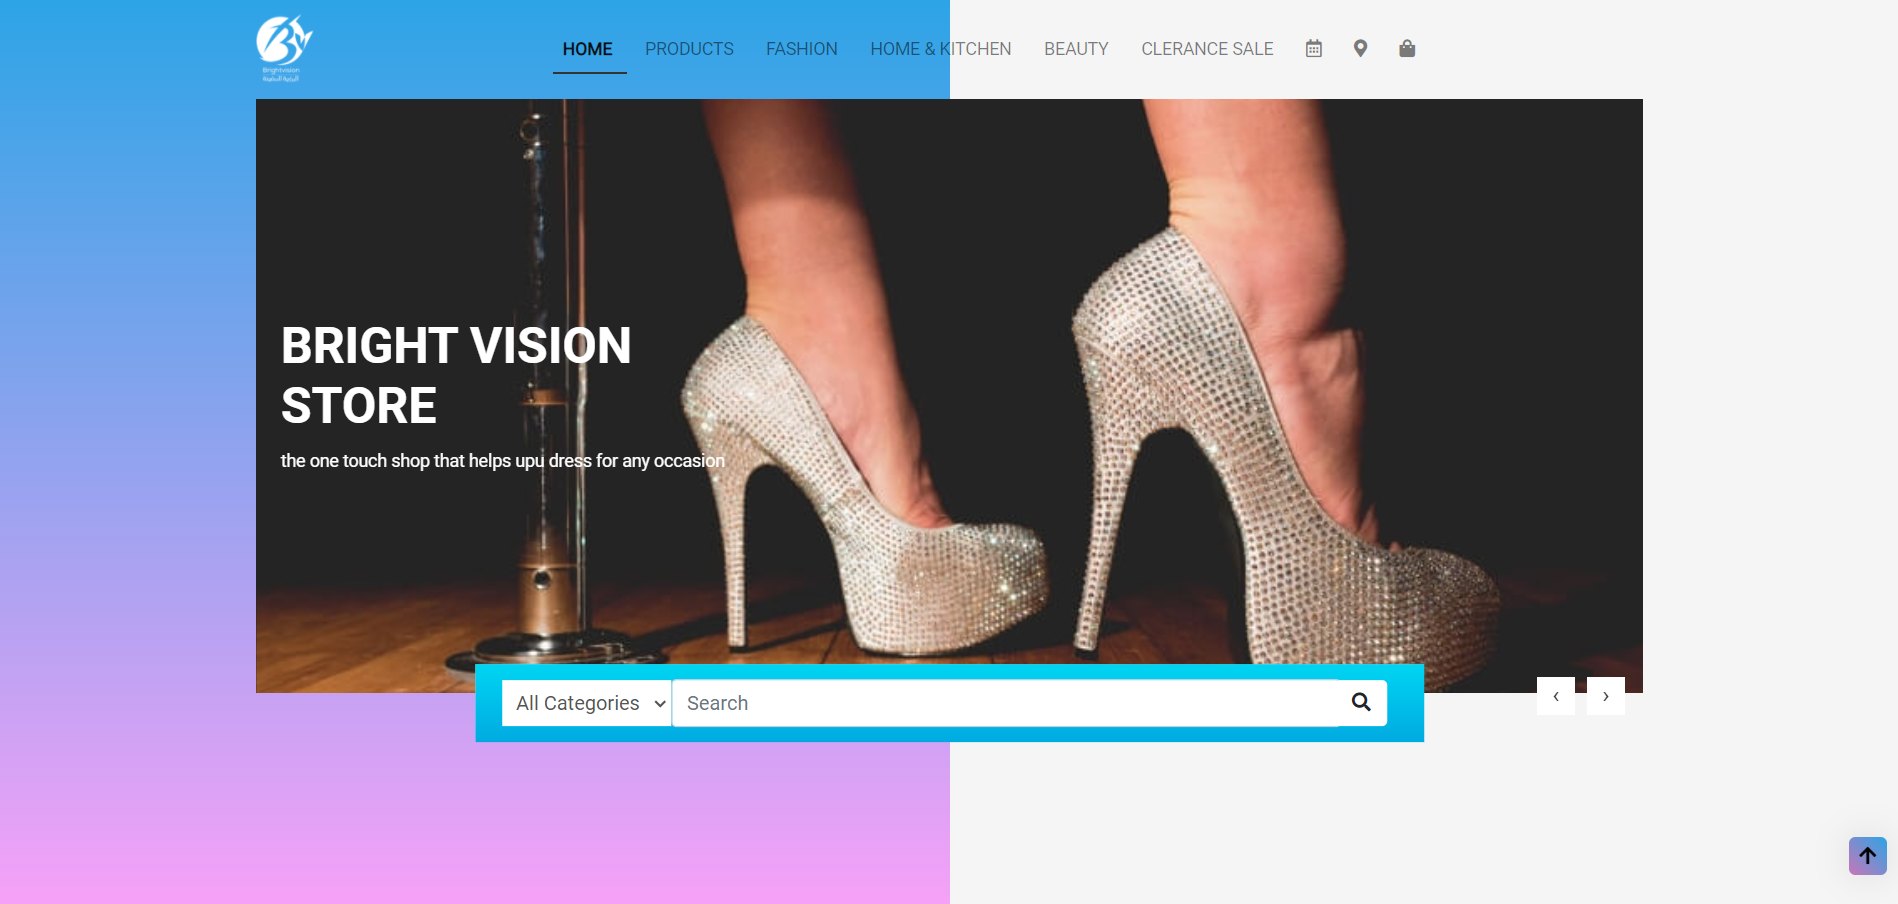 Brightvision
HOME PRODUCTS FASHION HOME & KITCHEN BEAUTY CLERANCE SALE
BRIGHT VISION
STORE
the one touch shop that helps upu dress for any occasion
All Categories Search